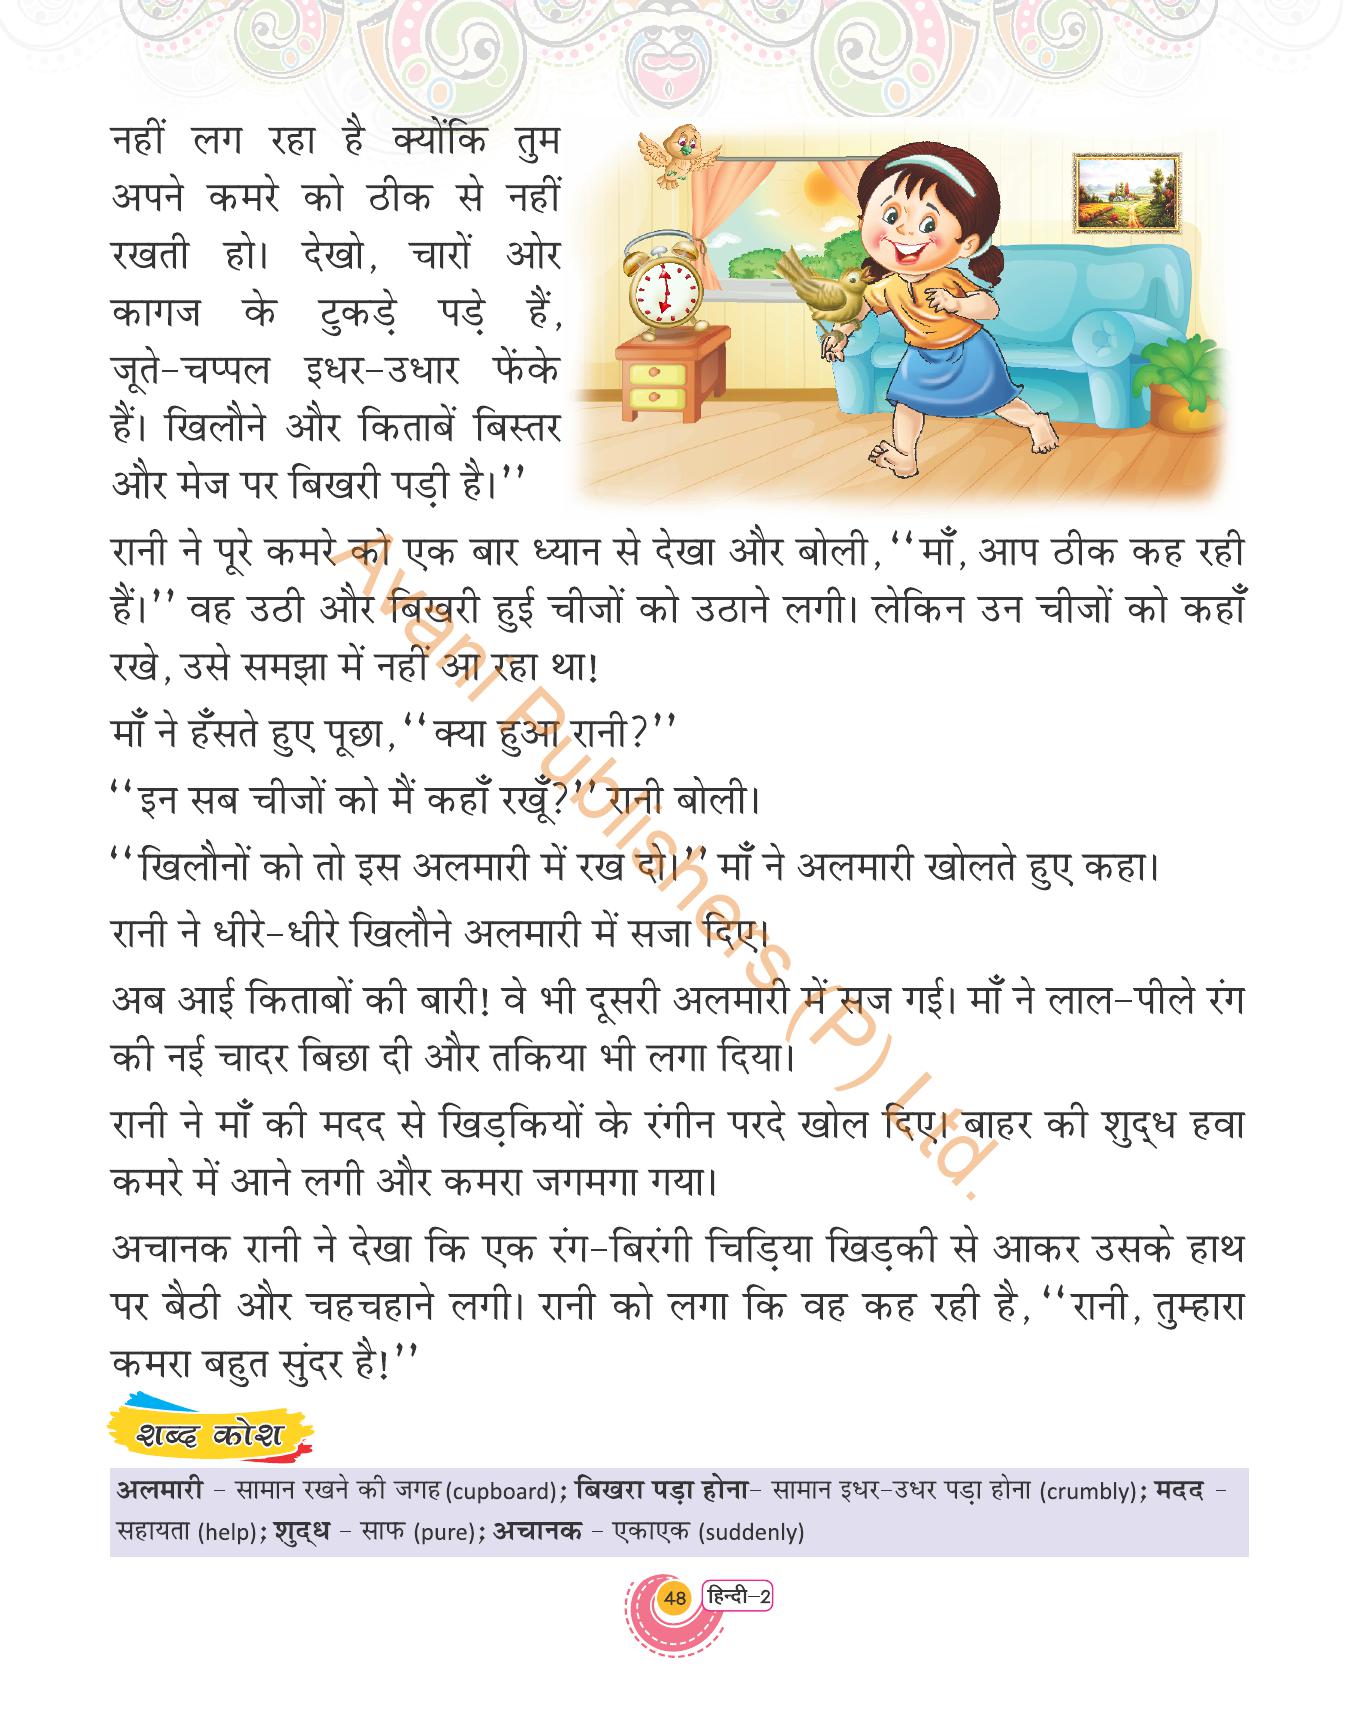 नहीं लग रहा है क्योंकि तुम
अपने कमरे को ठीक से नहीं
रखती हो। देखो, चारों ओर
कागज के टुकड़े पड़े हैं,
जूते-चप्पल इधर-उधार फेंके
हैं। खिलौने और किताबें बिस्तर
और मेज पर बिखरी पड़ी है।’’
रानी ने पूरे कमरे को एक बार ध्यान से देखा और बोली, ‘‘माँ, आप ठीक कह रही
हैं।’’ वह उठी और बिखरी हुई चीजों को उठाने लगी। लेकिन उन चीजों को कहाँ
रखे, उसे समझा में नहीं आ रहा था!
माँ ने हँसते हुए पूछा, ‘‘क्या हुआ रानी?’’
‘‘इन सब चीजों को मैं कहाँ रखूँ?’’ रानी बोली।
‘‘खिलौनों को तो इस अलमारी में रख दो।’’ माँ ने अलमारी खोलते हुए कहा।
रानी ने धीरे-धीरे खिलौने अलमारी में सजा दिए।
अब आई किताबों की बारी! वे भी दूसरी अलमारी में सज गई। माँ ने लाल-पीले रंग
की नई चादर बिछा दी और तकिया भी लगा दिया।
रानी ने माँ की मदद से खिड़कियों के रंगीन परदे खोल दिए। बाहर की शुद्ध हवा
कमरे में आने लगी और कमरा जगमगा गया।
अचानक रानी ने देखा कि एक रंग-बिरंगी चिड़िया खिड़की से आकर उसके हाथ
पर बैठी और चहचहाने लगी। रानी को लगा कि वह कह रही है, ‘‘रानी, तुम्हारा
कमरा बहुत सुंदर है!’’
शब्द कोश
अलमारी - सामान रखने की जगह (cupboard); बिखरा पड़ा होना- सामान इधर-उधर पड़ा होना (crumbly); मदद -
सहायता (help); शुद्ध - साफ (pure); अचानक - एकाएक (suddenly)
48 हिन्दी-2
Avani Publishers (P) Ltd.